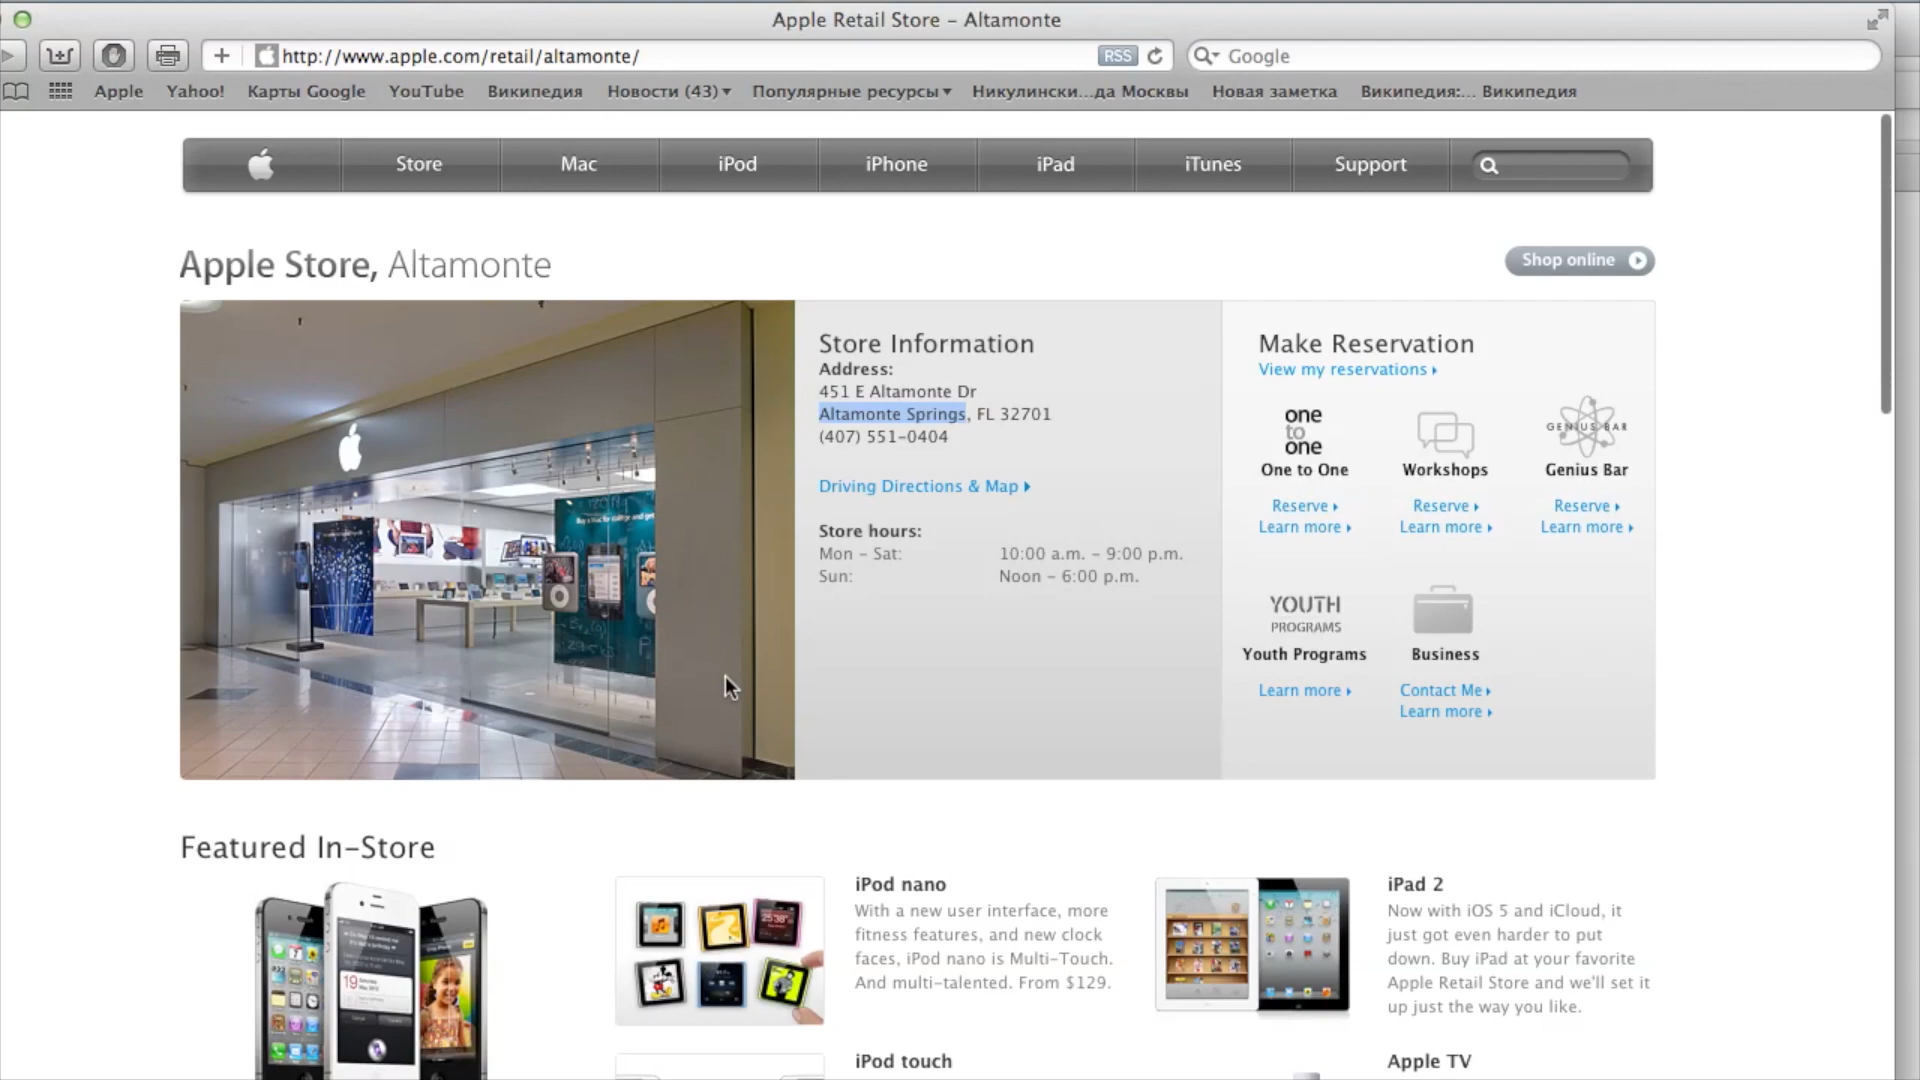 Apple Retail Store – Altamonte
http://www.apple.com/retail/altamonte/
RSS
Google
Apple
Yahoo!
Карты Google
YouTube
Википедия
Новости (43)
Популярные ресурсы
Никулински...да Москвы
Новая заметка
Википедия:... Википедия
Store
Mac
iPod
iPhone
iPad
iTunes
Support
Apple Store, Altamonte
Shop online
Store Information
Address:
451 E Altamonte Dr
Altamonte Springs, FL 32701
(407) 551-0404
Driving Directions & Map
Store hours:
Mon – Sat: 10:00 a.m. – 9:00 p.m.
Sun: Noon – 6:00 p.m.
Make Reservation
View my reservations
one
to
one
One to One
Reserve
Learn more
Workshops
Reserve
Learn more
GENIUS BAR
Genius Bar
Reserve
Learn more
YOUTH
PROGRAMS
Youth Programs
Learn more
Business
Contact Me
Learn more
Featured In-Store
iPod nano
With a new user interface, more
fitness features, and new clock
faces, iPod nano is Multi-Touch.
And multi-talented. From $129.
iPad 2
Now with iOS 5 and iCloud, it
just got even harder to put
down. Buy iPad at your favorite
Apple Retail Store and we'll set it
up just the way you like.
iPod touch
Apple TV